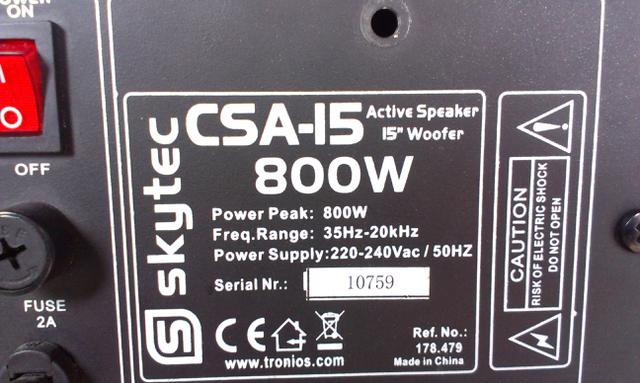 POWER
ON
I
O
OFF
FUSE
2A
skytec
CSA-15
Active Speaker
15" Woofer
800W
Power Peak: 800W
Freq.Range: 35Hz-20kHz
Power Supply:220-240Vac / 50HZ
Serial Nr.: 10759
CE
www.tronios.com
Ref. No.:
178.479
Made in China
CAUTION
RISK OF ELECTRIC SHOCK
DO NOT OPEN